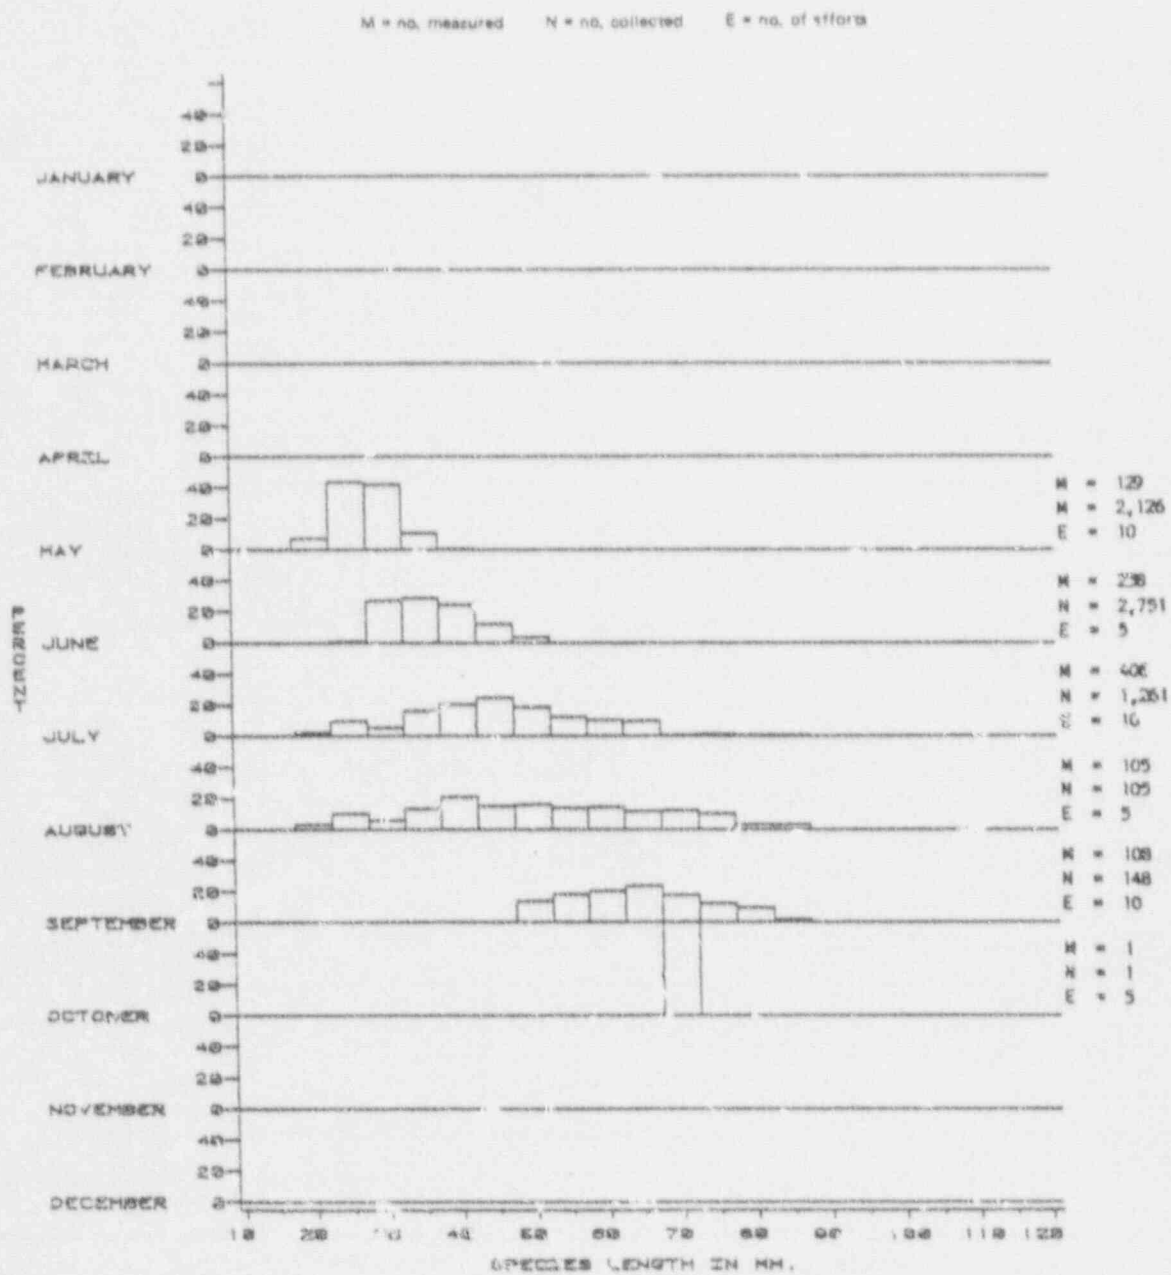 M = no. measured N = no. collected E = no. of efforts
40
20
JANUARY 0
40
20
FEBRUARY 0
40
20
MARCH 0
40
20
APRIL 0
40
20
MAY 0
M = 129
M = 2,126
E = 10
40
20
JUNE 0
M = 238
N = 2,751
E = 5
PERCENT
40
20
JULY 0
M = 406
N = 1,261
E = 10
40
20
AUGUST 0
M = 105
N = 105
E = 5
40
20
SEPTEMBER 0
M = 108
N = 148
E = 10
40
20
OCTOMER 0
M = 1
N = 1
E = 5
40
20
NOVEMBER 0
40
20
DECEMBER 0
10 20 30 40 50 60 70 80 90 100 110 120
SPECIES LENGTH IN MM.